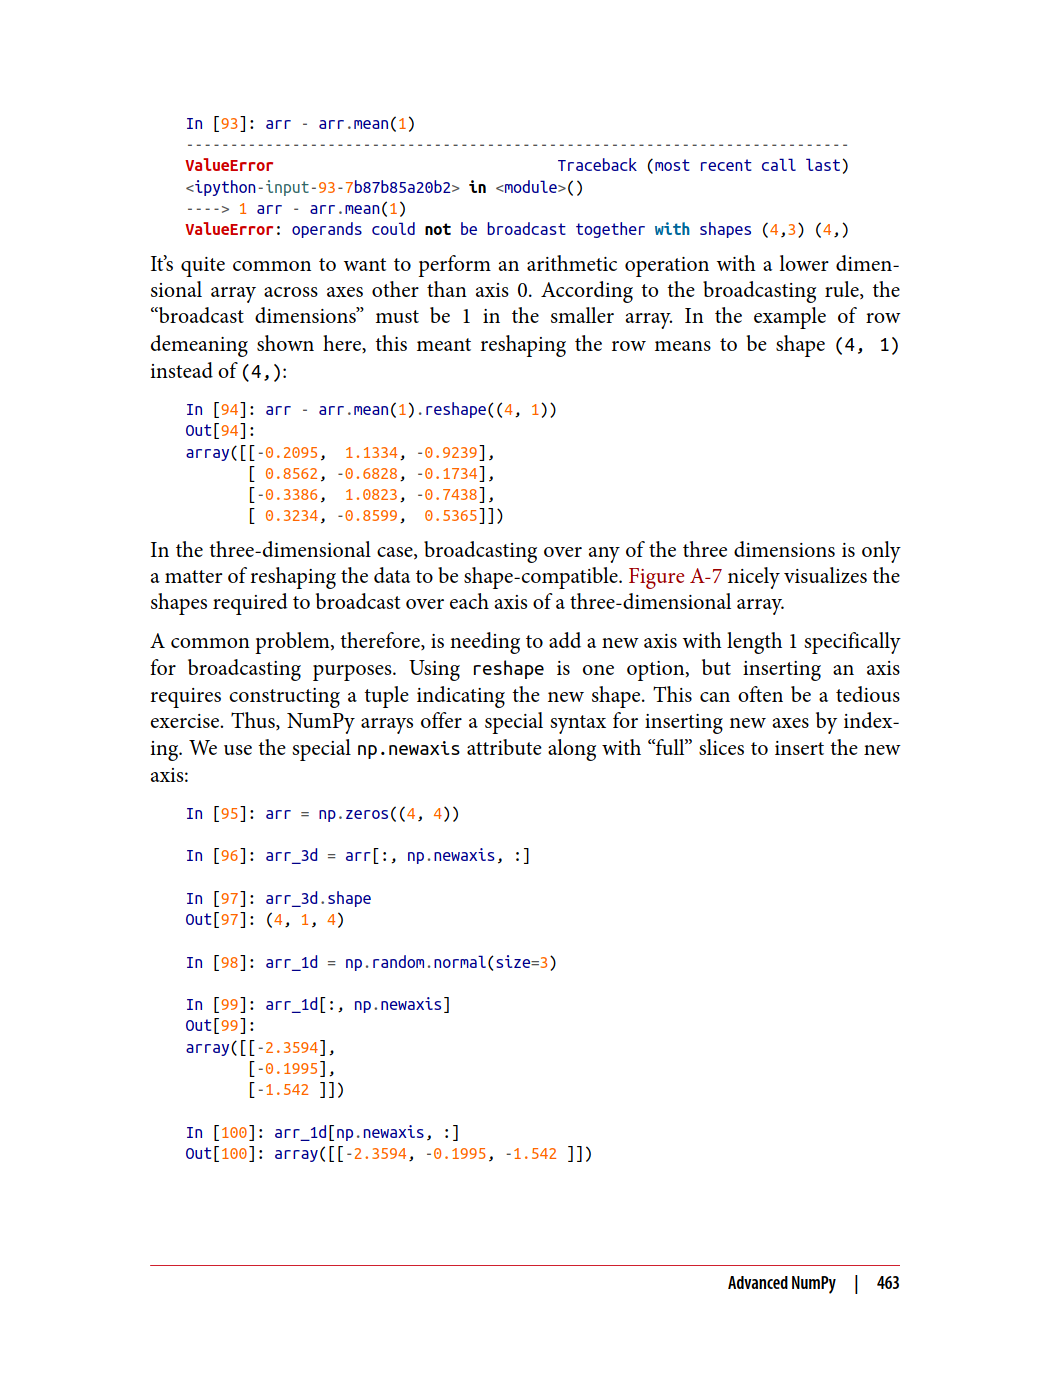 In [93]: arr - arr.mean(1)
---------------------------------------------------------------------------
ValueError                                Traceback (most recent call last)
<ipython-input-93-7b87b85a20b2> in <module>()
----> 1 arr - arr.mean(1)
ValueError: operands could not be broadcast together with shapes (4,3) (4,)
It’s quite common to want to perform an arithmetic operation with a lower dimen-
sional array across axes other than axis 0. According to the broadcasting rule, the
“broadcast dimensions” must be 1 in the smaller array. In the example of row
demeaning shown here, this meant reshaping the row means to be shape (4, 1)
instead of (4,):
In [94]: arr - arr.mean(1).reshape((4, 1))
Out[94]:
array([[-0.2095,  1.1334, -0.9239],
       [ 0.8562, -0.6828, -0.1734],
       [-0.3386,  1.0823, -0.7438],
       [ 0.3234, -0.8599,  0.5365]])
In the three-dimensional case, broadcasting over any of the three dimensions is only
a matter of reshaping the data to be shape-compatible. Figure A-7 nicely visualizes the
shapes required to broadcast over each axis of a three-dimensional array.
A common problem, therefore, is needing to add a new axis with length 1 specifically
for broadcasting purposes. Using reshape is one option, but inserting an axis
requires constructing a tuple indicating the new shape. This can often be a tedious
exercise. Thus, NumPy arrays offer a special syntax for inserting new axes by index-
ing. We use the special np.newaxis attribute along with “full” slices to insert the new
axis:
In [95]: arr = np.zeros((4, 4))
In [96]: arr_3d = arr[:, np.newaxis, :]
In [97]: arr_3d.shape
Out[97]: (4, 1, 4)
In [98]: arr_1d = np.random.normal(size=3)
In [99]: arr_1d[:, np.newaxis]
Out[99]:
array([[-2.3594],
       [-0.1995],
       [-1.542 ]])
In [100]: arr_1d[np.newaxis, :]
Out[100]: array([[-2.3594, -0.1995, -1.542 ]])
Advanced NumPy | 463